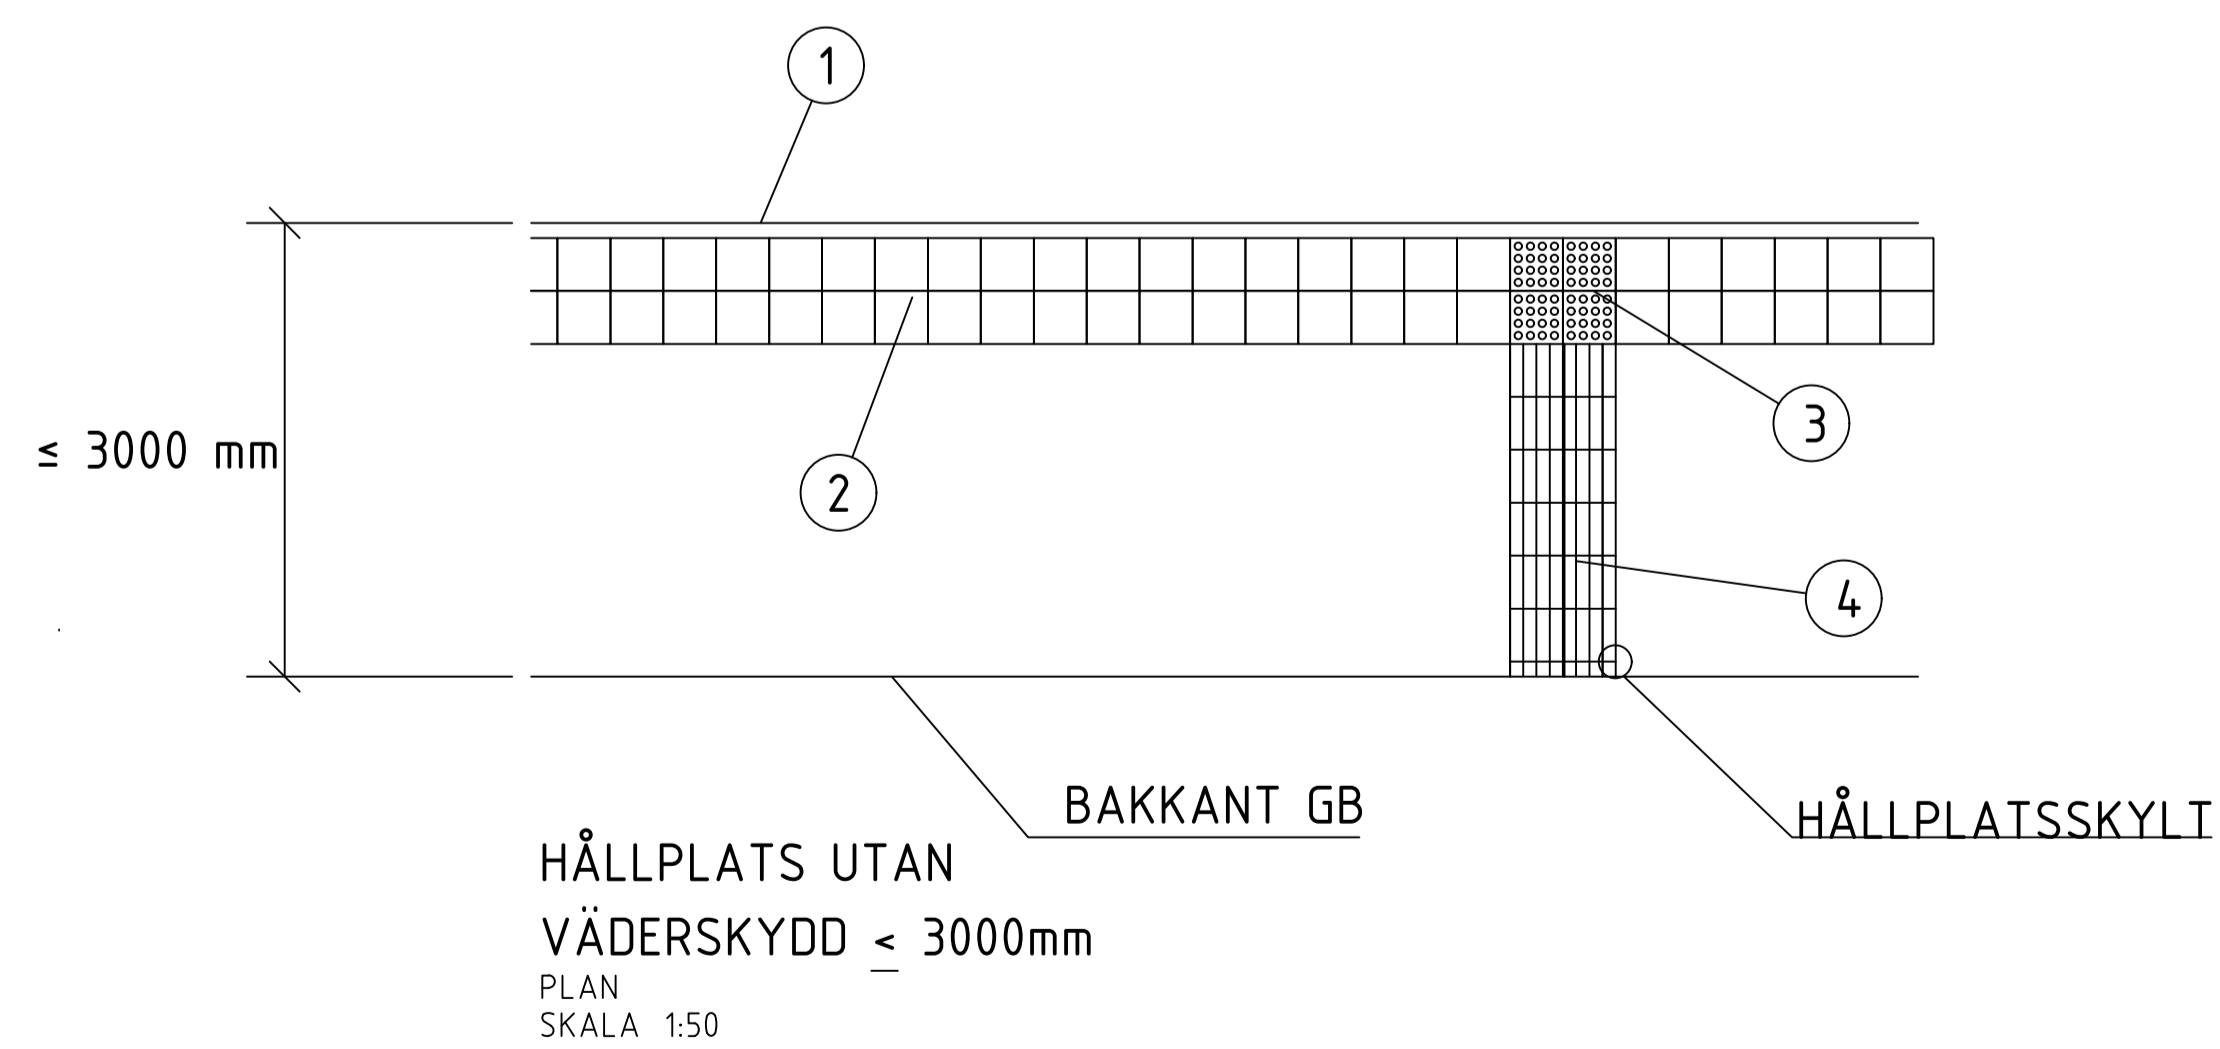 1
≤ 3000 mm
2
3
4
BAKKANT GB
HÅLLPLATSSKYLT
HÅLLPLATS UTAN
VÄDERSKYDD ≤ 3000mm
PLAN
SKALA 1:50